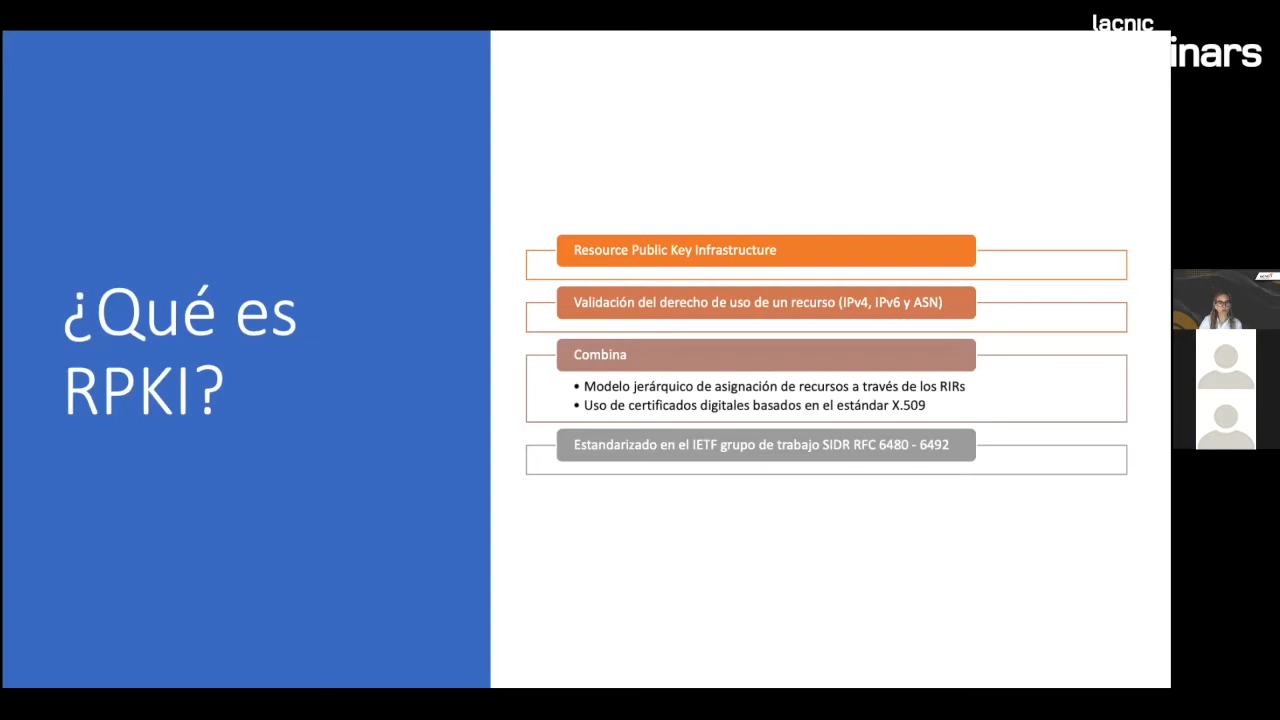 lacnic
inars
¿Qué es
RPKI?
Resource Public Key Infrastructure
Validación del derecho de uso de un recurso (IPv4, IPv6 y ASN)
Combina
• Modelo jerárquico de asignación de recursos a través de los RIRs
• Uso de certificados digitales basados en el estándar X.509
Estandarizado en el IETF grupo de trabajo SIDR RFC 6480 - 6492